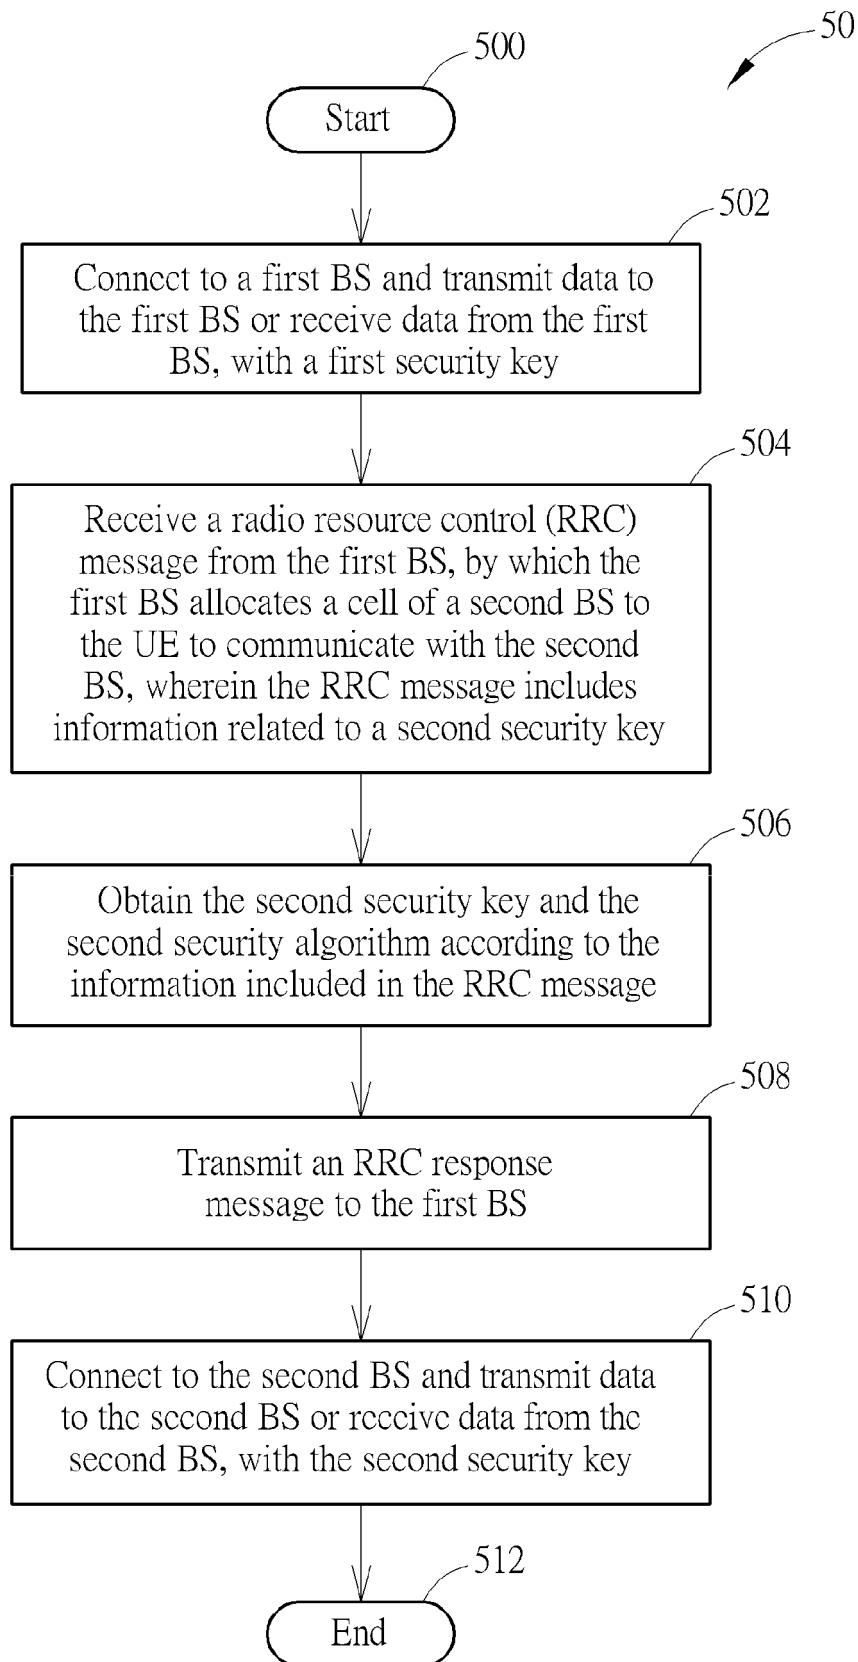 50
500
Start
502
Connect to a first BS and transmit data to
the first BS or receive data from the first
BS, with a first security key
504
Receive a radio resource control (RRC)
message from the first BS, by which the
first BS allocates a cell of a second BS to
the UE to communicate with the second
BS, wherein the RRC message includes
information related to a second security key
506
Obtain the second security key and the
second security algorithm according to the
information included in the RRC message
508
Transmit an RRC response
message to the first BS
510
Connect to the second BS and transmit data
to the second BS or receive data from the
second BS, with the second security key
512
End